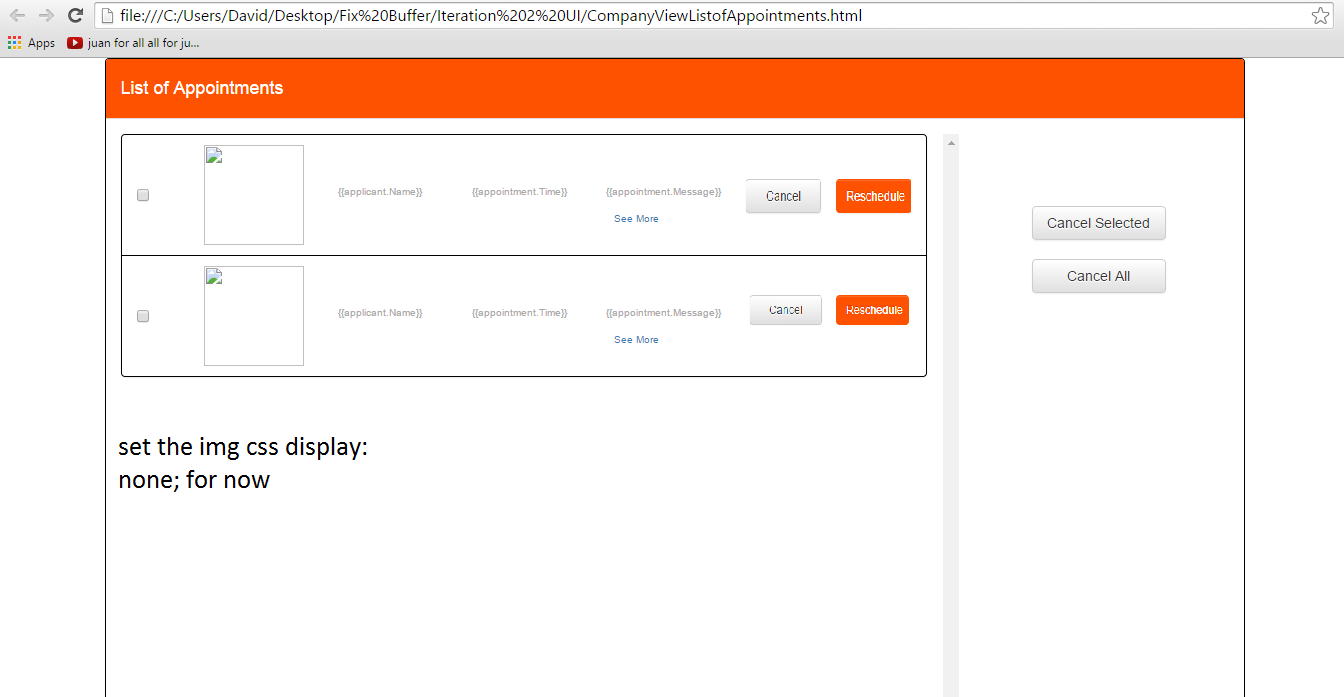 file:///C:/Users/David/Desktop/Fix%20Buffer/Iteration%202%20UI/CompanyViewListofAppointments.html
Apps juan for all all for ju...
List of Appointments
{{applicant.Name}} {{appointment.Time}} {{appointment.Message}} Cancel Reschedule
See More
{{applicant.Name}} {{appointment.Time}} {{appointment.Message}} Cancel Reschedule
See More
Cancel Selected
Cancel All
set the img css display:
none; for now